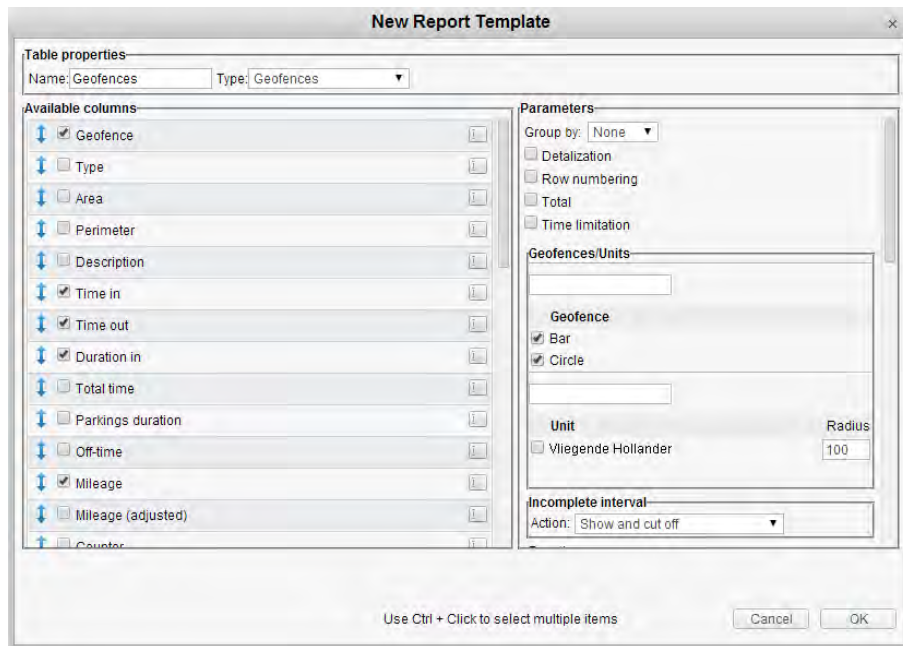 New Report Template
Table properties
Name: Geofences Type: Geofences
Available columns
Geofence
Type
Area
Perimeter
Description
Time in
Time out
Duration in
Total time
Parkings duration
Off-time
Mileage
Mileage (adjusted)
Counter
Parameters
Group by: None
Detalization
Row numbering
Total
Time limitation
Geofences/Units
Geofence
Bar
Circle
Unit Radius
Vliegende Hollander 100
Incomplete interval
Action: Show and cut off
Use Ctrl + Click to select multiple items
Cancel OK